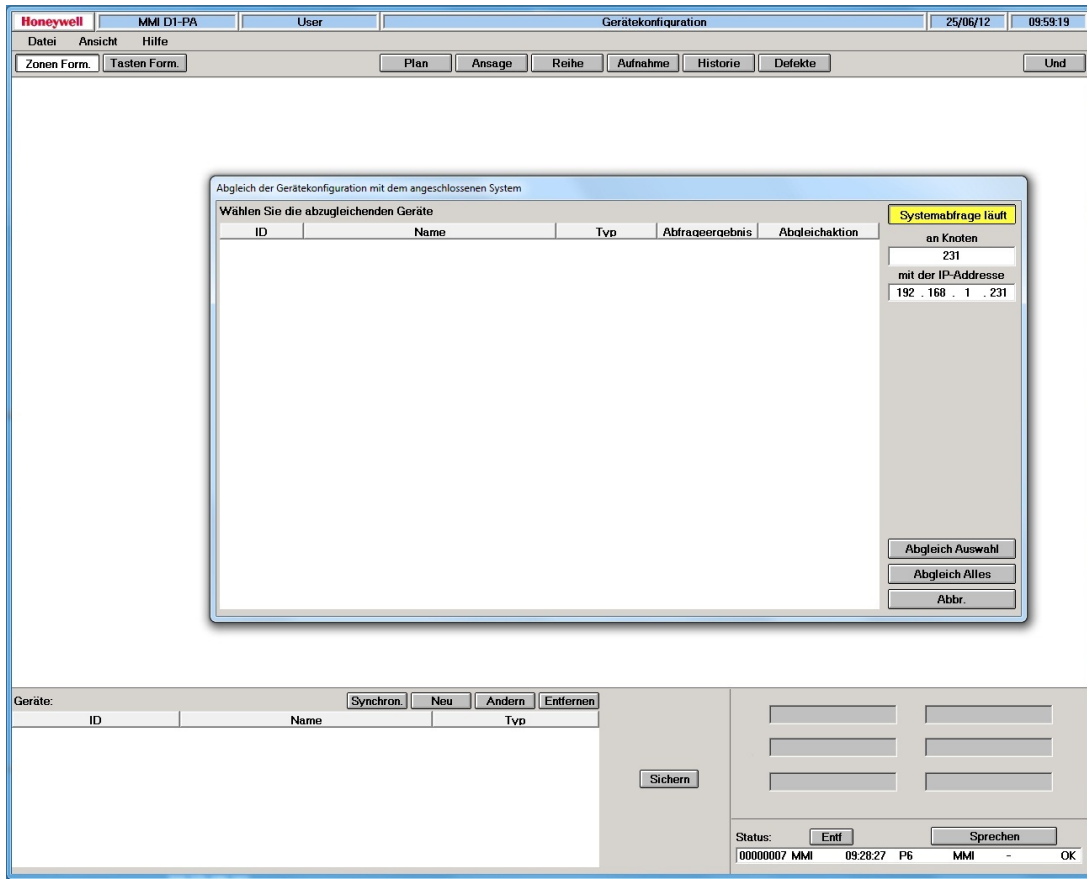 Honeywell MMI D1-PA User Gerätekonfiguration 25/06/12 09:59:19
Datei Ansicht Hilfe
Zonen Form. Tasten Form. Plan Ansage Reihe Aufnahme Historie Defekte Und
Abgleich der Gerätekonfiguration mit dem angeschlossenen System
Wählen Sie die abzugleichenden Geräte
ID Name Typ Abfrageergebnis Abgleichaktion
Systemabfrage läuft
an Knoten
231
mit der IP-Addresse
192 . 168 . 1 . 231
Abgleich Auswahl
Abgleich Alles
Abbr.
Geräte: Synchron. Neu Andern Entfernen
ID Name Typ
Sichern
Status: Entf Sprechen
00000007 MMI 09:28:27 P6 MMI - OK